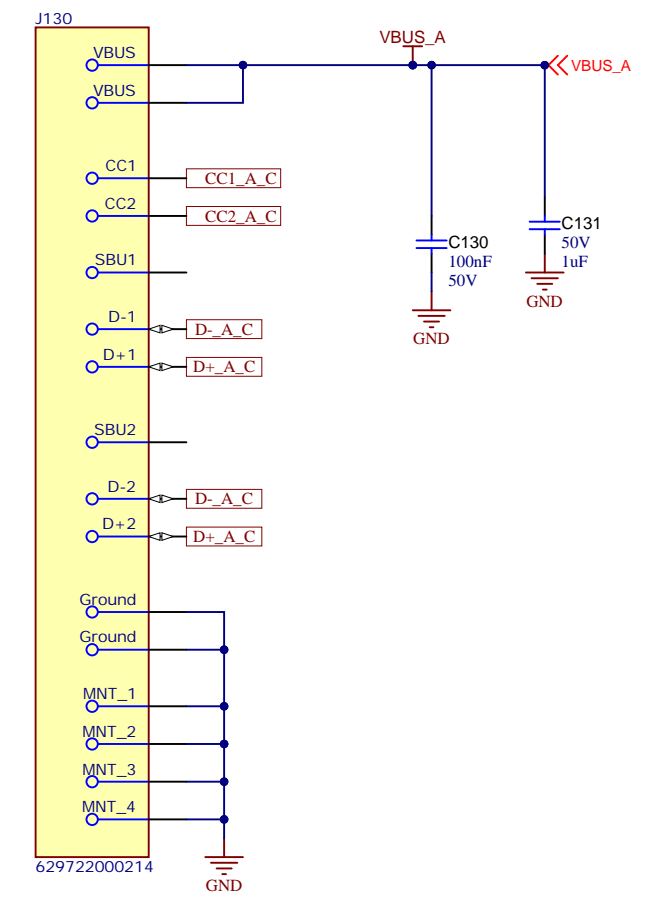 J130
VBUS
VBUS
CC1
CC1_A_C
CC2
CC2_A_C
SBU1
D-1
D-_A_C
D+1
D+_A_C
SBU2
D-2
D-_A_C
D+2
D+_A_C
Ground
Ground
MNT_1
MNT_2
MNT_3
MNT_4
629722000214
GND
VBUS_A
VBUS_A
C130
100nF
50V
GND
C131
50V
1uF
GND